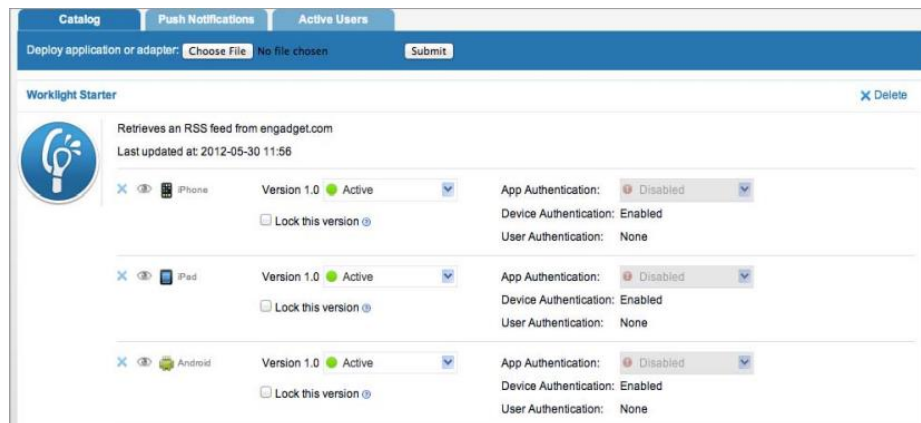 Catalog Push Notifications Active Users
Deploy application or adapter: Choose File No file chosen Submit
Worklight Starter Delete
Retrieves an RSS feed from engadget.com
Last updated at: 2012-05-30 11:56
iPhone Version 1.0 Active App Authentication: Disabled
Lock this version Device Authentication: Enabled
User Authentication: None
iPad Version 1.0 Active App Authentication: Disabled
Lock this version Device Authentication: Enabled
User Authentication: None
Android Version 1.0 Active App Authentication: Disabled
Lock this version Device Authentication: Enabled
User Authentication: None